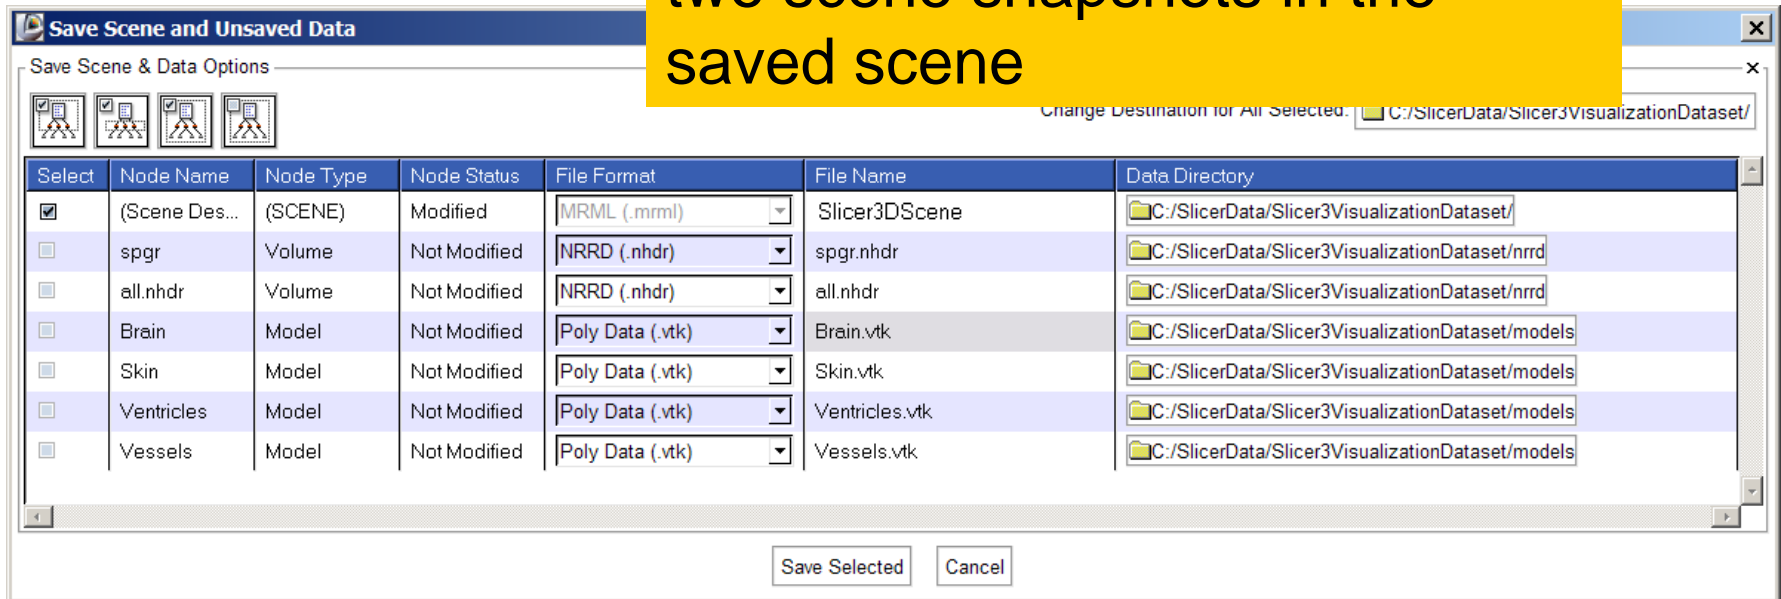 two scene snapshots in the
saved scene
Save Scene and Unsaved Data
Save Scene & Data Options
Change Destination for All Selected: C:/SlicerData/Slicer3VisualizationDataset/
Select Node Name Node Type Node Status File Format File Name Data Directory
(Scene Des... (SCENE) Modified MRML (.mrml) Slicer3DScene C:/SlicerData/Slicer3VisualizationDataset/
spgr Volume Not Modified NRRD (.nhdr) spgr.nhdr C:/SlicerData/Slicer3VisualizationDataset/nrrd
all.nhdr Volume Not Modified NRRD (.nhdr) all.nhdr C:/SlicerData/Slicer3VisualizationDataset/nrrd
Brain Model Not Modified Poly Data (.vtk) Brain.vtk C:/SlicerData/Slicer3VisualizationDataset/models
Skin Model Not Modified Poly Data (.vtk) Skin.vtk C:/SlicerData/Slicer3VisualizationDataset/models
Ventricles Model Not Modified Poly Data (.vtk) Ventricles.vtk C:/SlicerData/Slicer3VisualizationDataset/models
Vessels Model Not Modified Poly Data (.vtk) Vessels.vtk C:/SlicerData/Slicer3VisualizationDataset/models
Save Selected Cancel